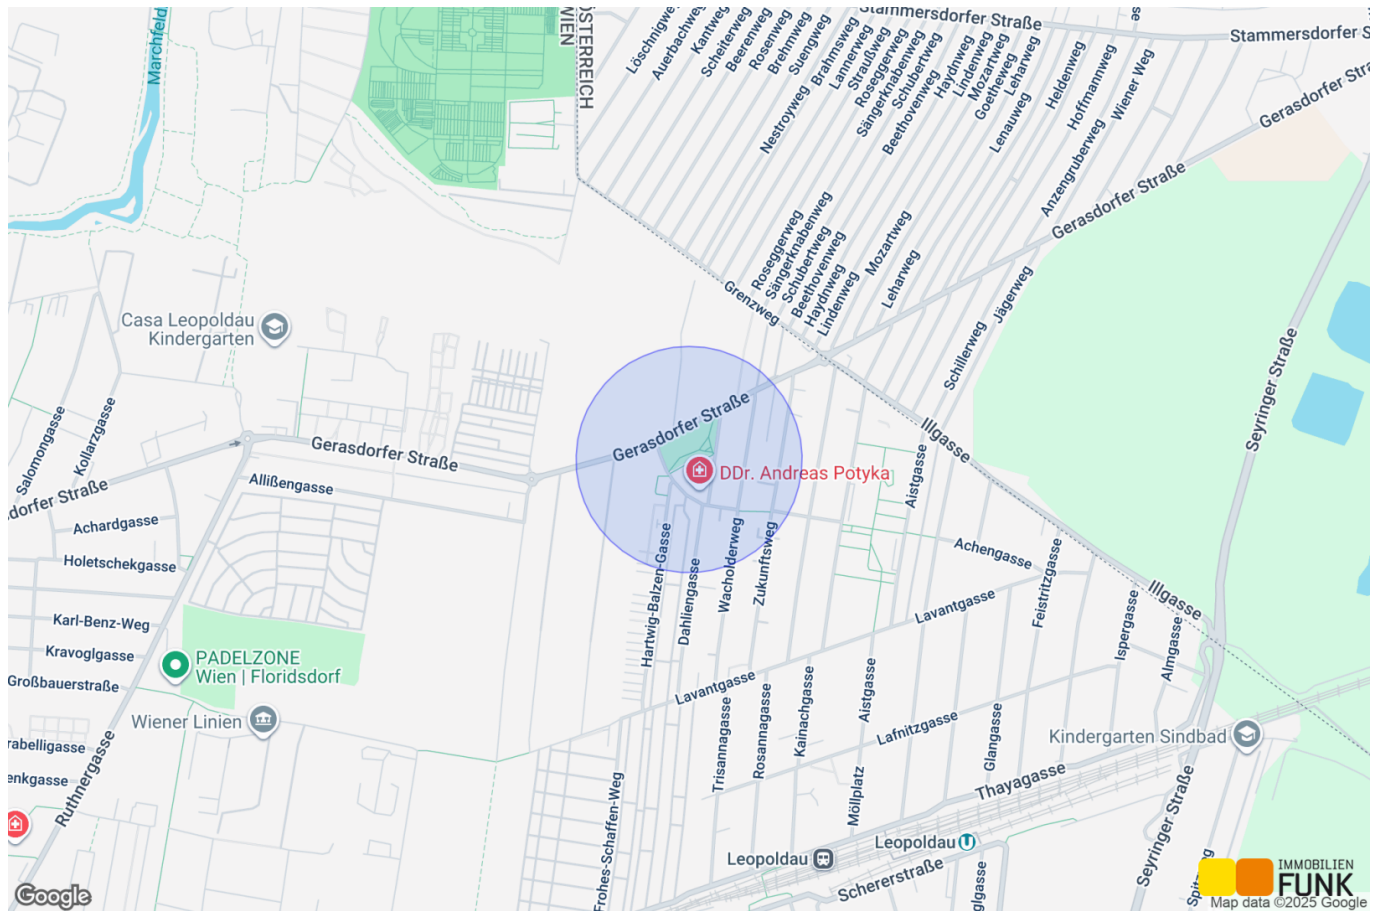 Marchfeld
ÖSTERREICH
WIEN
Löschnigweg
Auerbachweg
Kantweg
Scheiterweg
Beerenweg
Rosenweg
Brehmweg
Suengweg
Nestroyweg
Brahmsweg
Lannerweg
Straußweg
Roseggerweg
Sängerknabenweg
Schubertweg
Beethovenweg
Haydnweg
Lindenweg
Mozartweg
Goetheweg
Leharweg
Lenauweg
Heldenweg
Hoffmannweg
Anzengruberweg
Wiener Weg
Stammersdorfer Straße
Stammersdorfer S
Gerasdorfer Stra
Gerasdorfer Straße
Roseggerweg
Sängerknabenweg
Schubertweg
Beethovenweg
Haydnweg
Lindenweg
Mozartweg
Leharweg
Grenzweg
Schillerweg
Jägerweg
Seyringer Straße
Casa Leopoldau
Kindergarten
Salomongasse
Kollarzgasse
Gerasdorfer Straße
Gerasdorfer Straße
DDr. Andreas Potyka
Illgasse
Aistgasse
dorfer Straße
Allißengasse
Achardgasse
Holetschekgasse
Karl-Benz-Weg
Kravoglgasse
Großbauerstraße
PADELZONE
Wien | Floridsdorf
Wiener Linien
rabelligasse
enkgasse
Ruthnergasse
Hartwig-Balzen-Gasse
Dahliengasse
Wacholderweg
Zukunftsweg
Achengasse
Lavantgasse
Feistritzgasse
Illgasse
Ispergasse
Almgasse
Lavantgasse
Trisannagasse
Rosannagasse
Kainachgasse
Aistgasse
Lafnitzgasse
Glangasse
Kindergarten Sindbad
Thayagasse
Möllplatz
Frohes-Schaffen-Weg
Leopoldau
Leopoldau
Schererstraße
glgasse
Seyringer Straße
Spitz
IMMOBILIEN
FUNK
Google
Map data ©2025 Google